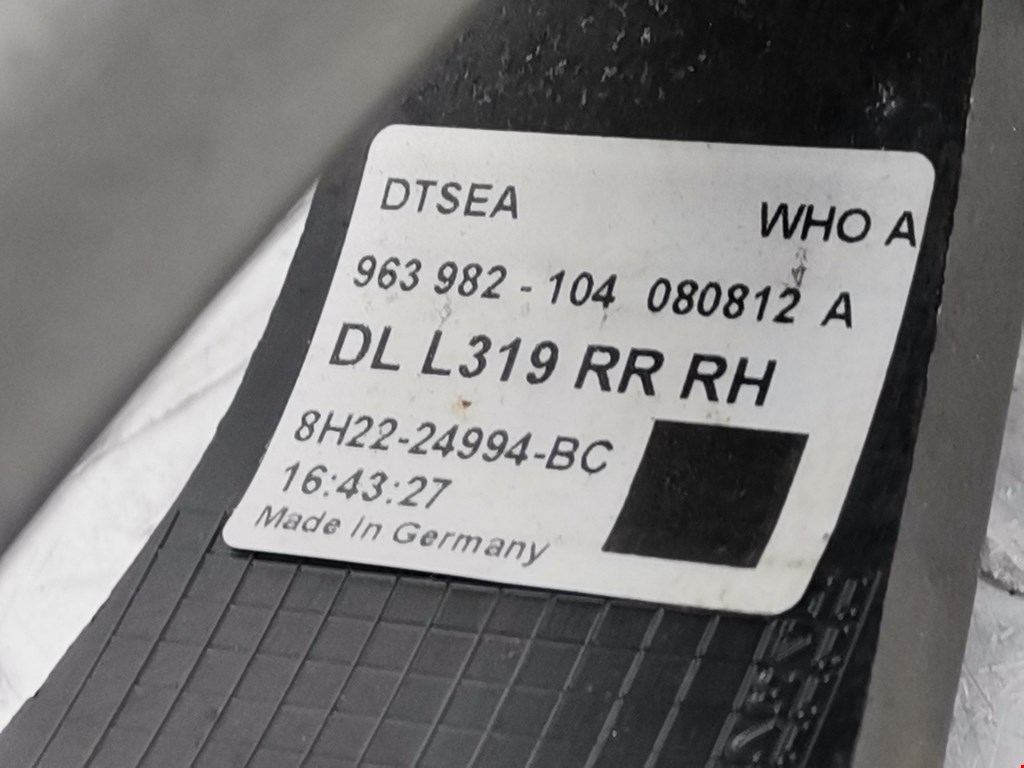 DTSEA WHO A
963 982 - 104 080812 A
DL L319 RR RH
8H22-24994-BC
16:43:27
Made In Germany